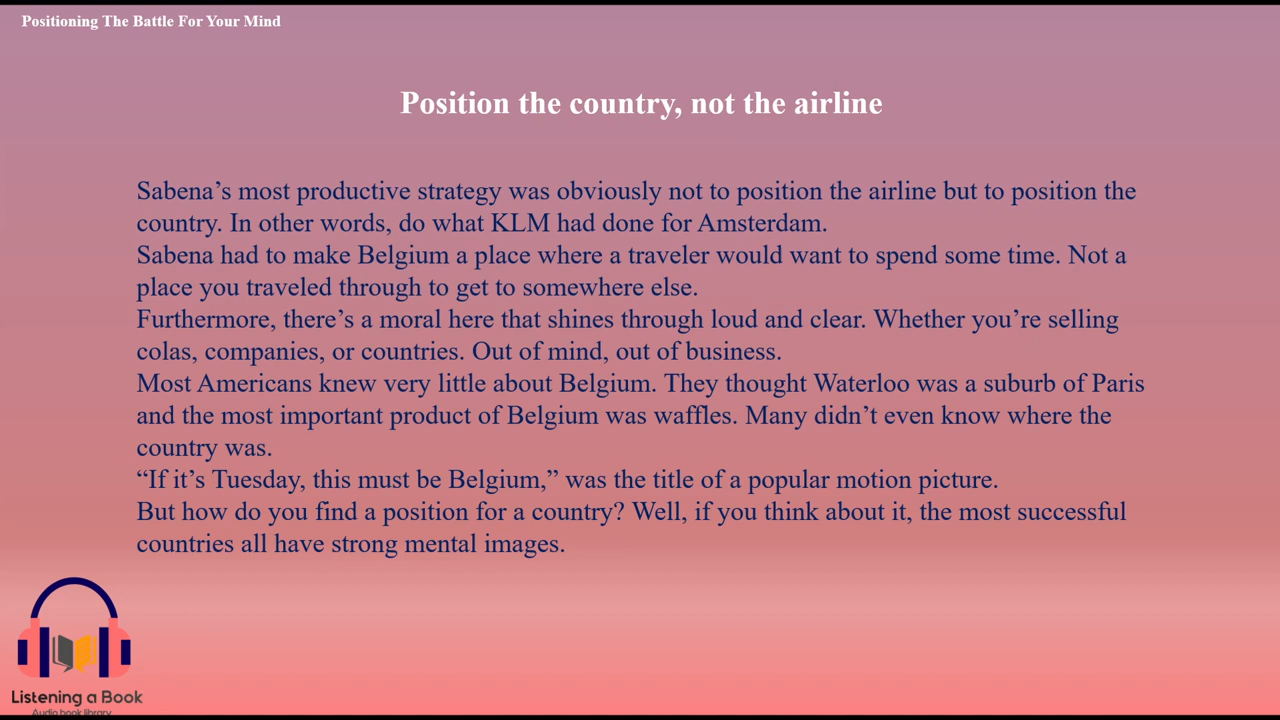 Positioning The Battle For Your Mind
Position the country, not the airline
Sabena’s most productive strategy was obviously not to position the airline but to position the
country. In other words, do what KLM had done for Amsterdam.
Sabena had to make Belgium a place where a traveler would want to spend some time. Not a
place you traveled through to get to somewhere else.
Furthermore, there’s a moral here that shines through loud and clear. Whether you’re selling
colas, companies, or countries. Out of mind, out of business.
Most Americans knew very little about Belgium. They thought Waterloo was a suburb of Paris
and the most important product of Belgium was waffles. Many didn’t even know where the
country was.
“If it’s Tuesday, this must be Belgium,” was the title of a popular motion picture.
But how do you find a position for a country? Well, if you think about it, the most successful
countries all have strong mental images.
Listening a Book
Audio book library